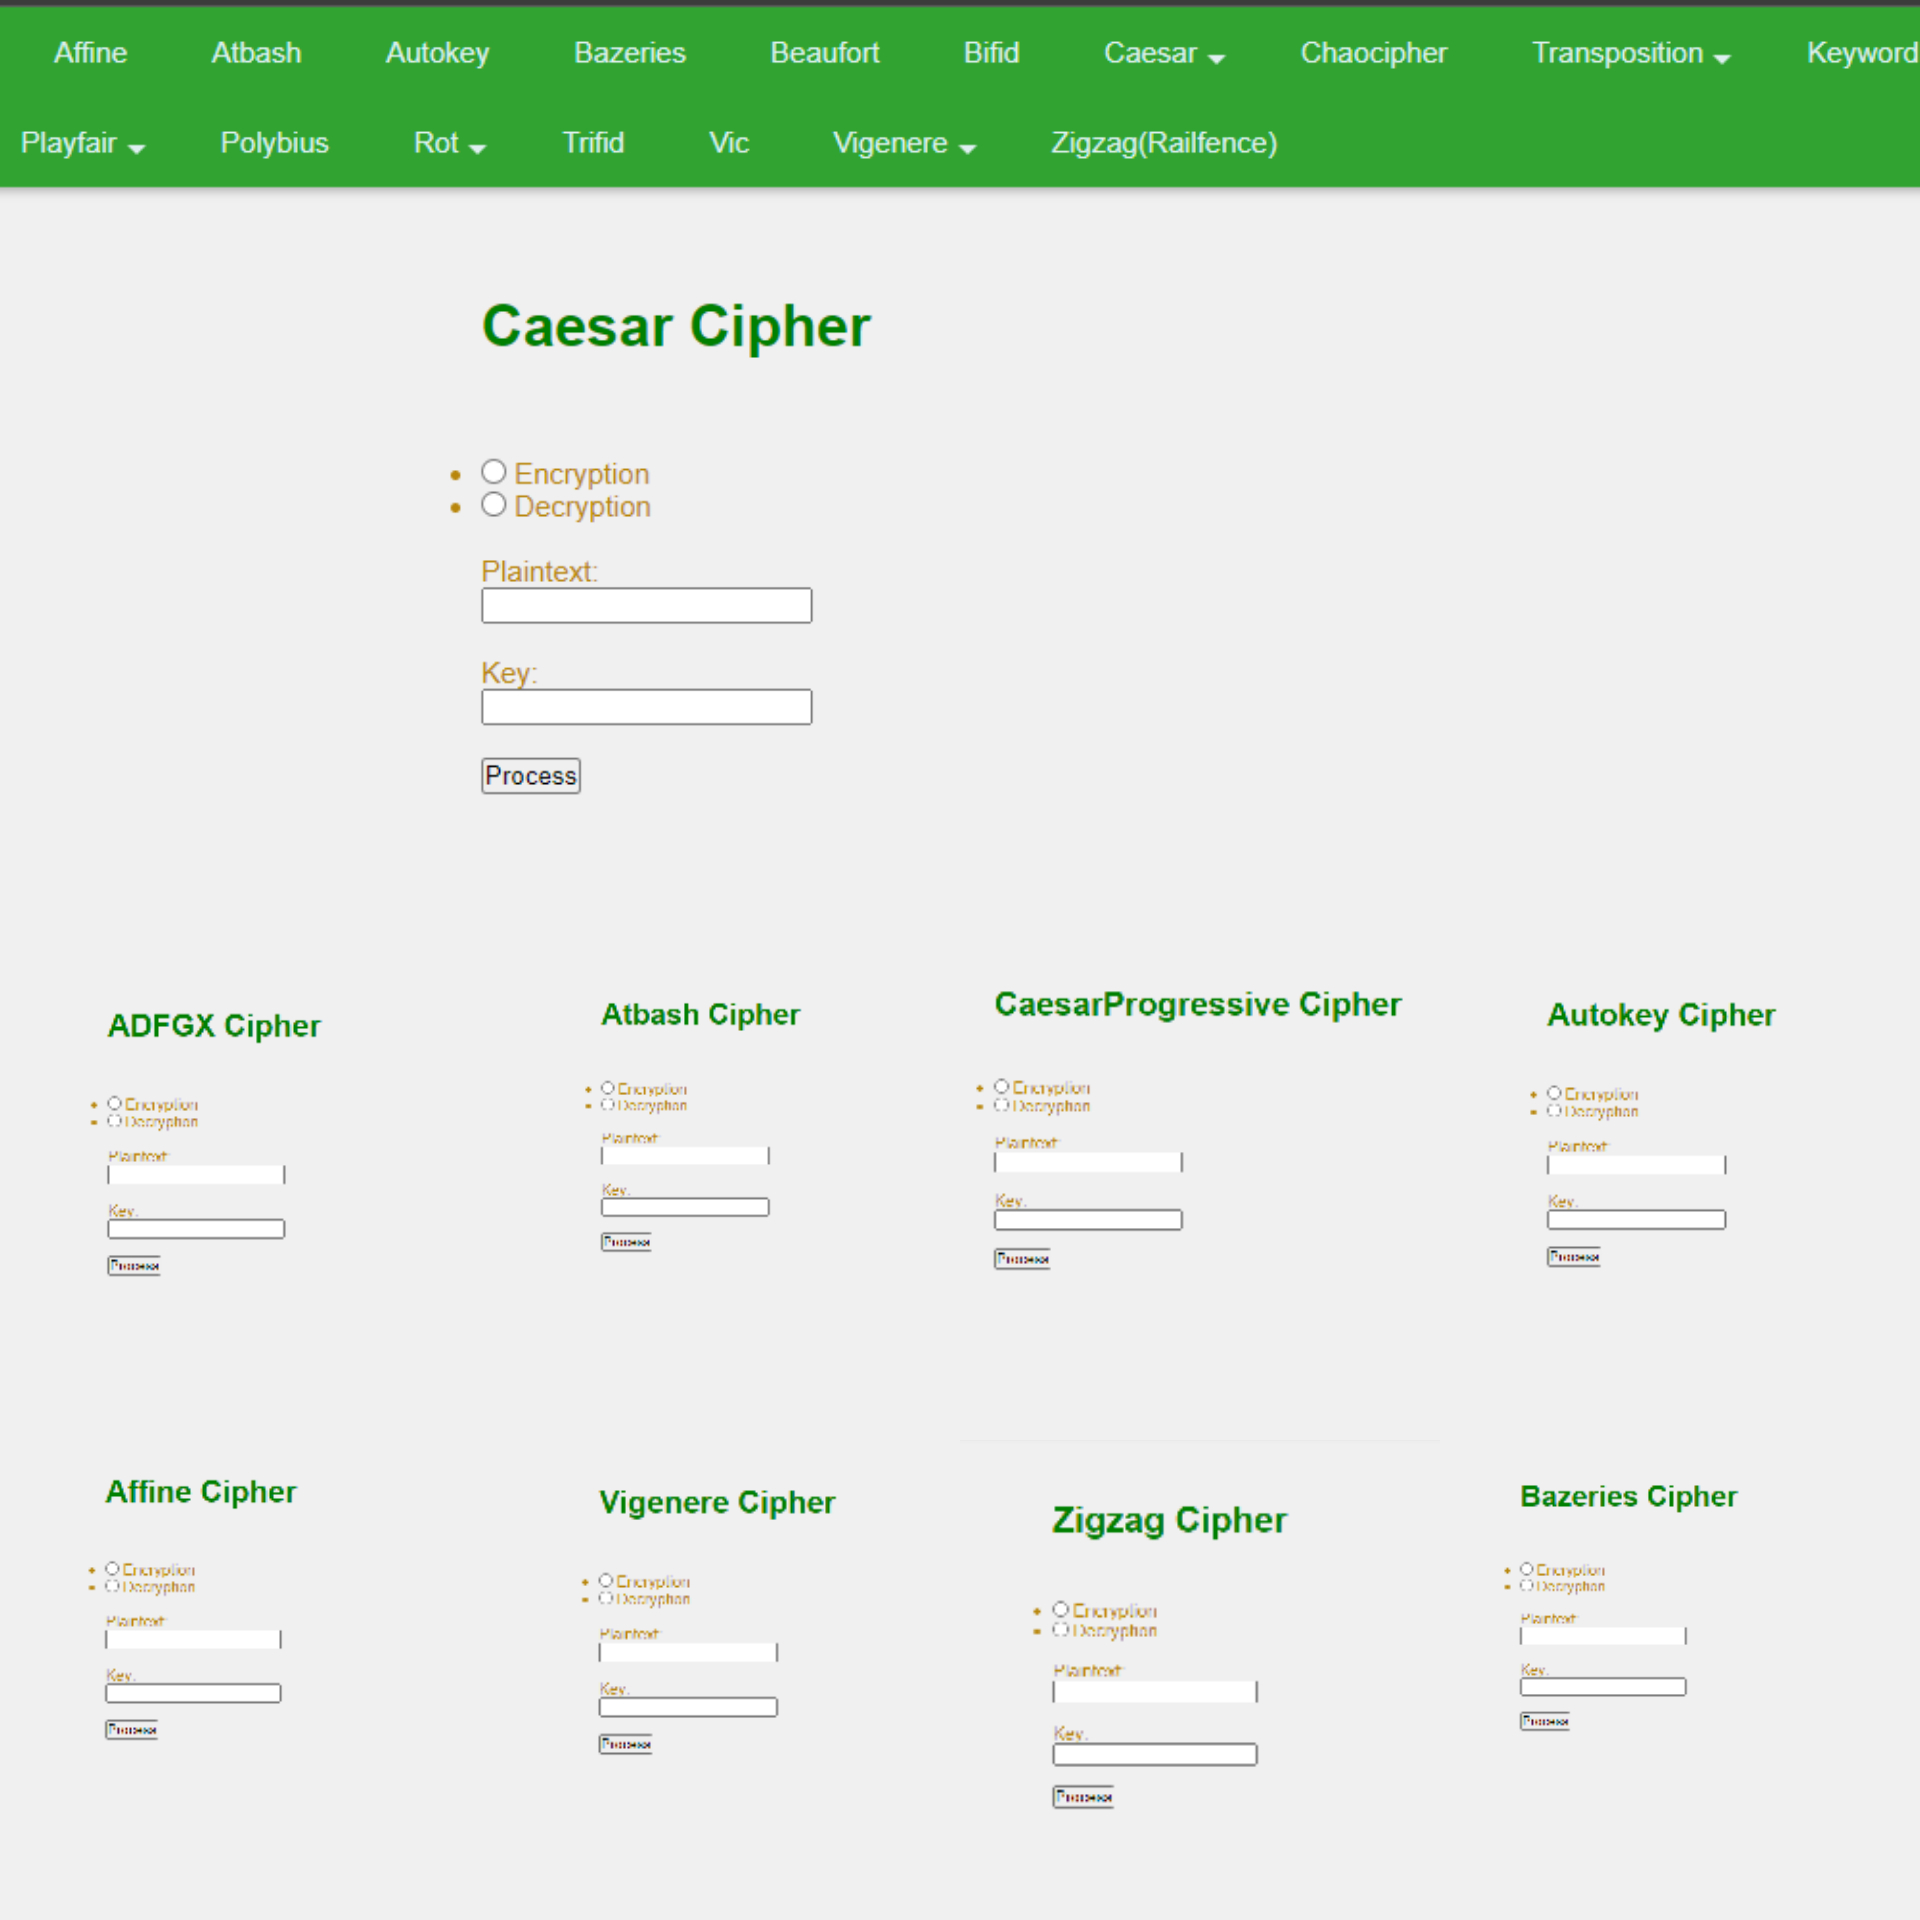 Affine Atbash Autokey Bazeries Beaufort Bifid Caesar Chaocipher Transposition Keyword
Playfair Polybius Rot Trifid Vic Vigenere Zigzag(Railfence)
Caesar Cipher
Encryption
Decryption
Plaintext:
Key:
Process
ADFGX Cipher
Encryption
Decryption
Plaintext:
Key:
Process
Atbash Cipher
Encryption
Decryption
Plaintext:
Key:
Process
CaesarProgressive Cipher
Encryption
Decryption
Plaintext:
Key:
Process
Autokey Cipher
Encryption
Decryption
Plaintext:
Key:
Process
Affine Cipher
Encryption
Decryption
Plaintext:
Key:
Process
Vigenere Cipher
Encryption
Decryption
Plaintext:
Key:
Process
Zigzag Cipher
Encryption
Decryption
Plaintext:
Key:
Process
Bazeries Cipher
Encryption
Decryption
Plaintext:
Key:
Process